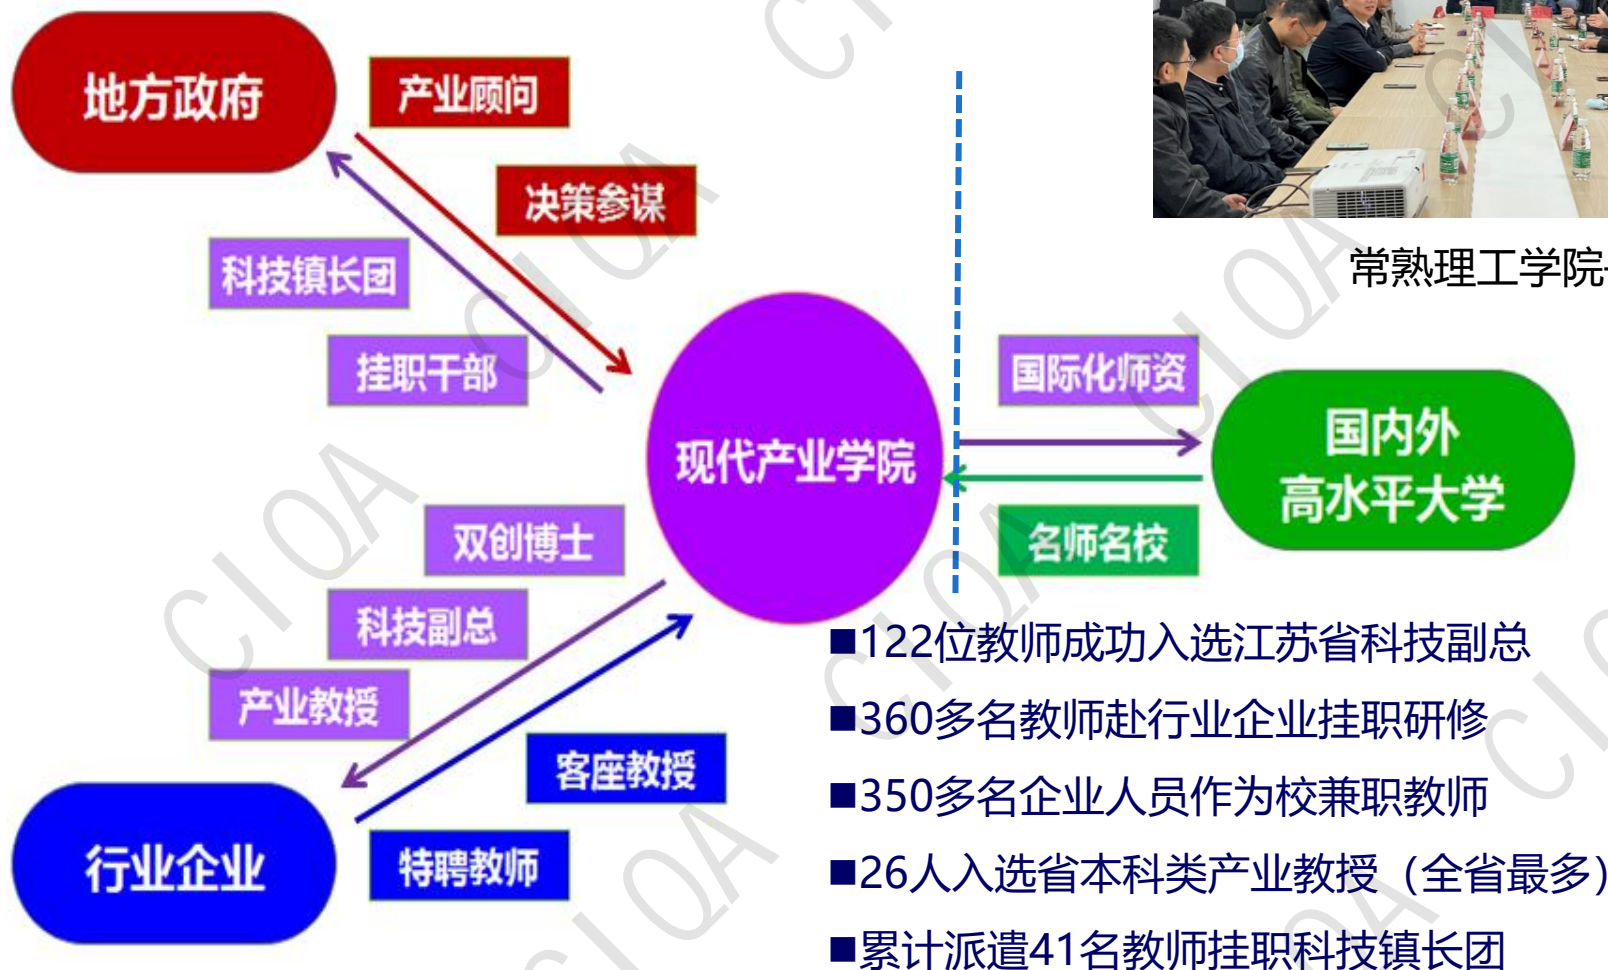 地方政府
产业顾问
决策参谋
科技镇长团
挂职干部
常熟理工学院
现代产业学院
国际化师资
国内外
高水平大学
名师名校
双创博士
科技副总
产业教授
客座教授
行业企业
特聘教师
■122位教师成功入选江苏省科技副总
■360多名教师赴行业企业挂职研修
■350多名企业人员作为校兼职教师
■26人入选省本科类产业教授（全省最多）
■累计派遣41名教师挂职科技镇长团
CIQA
CIQA
CIQA
CIQA
CIQA